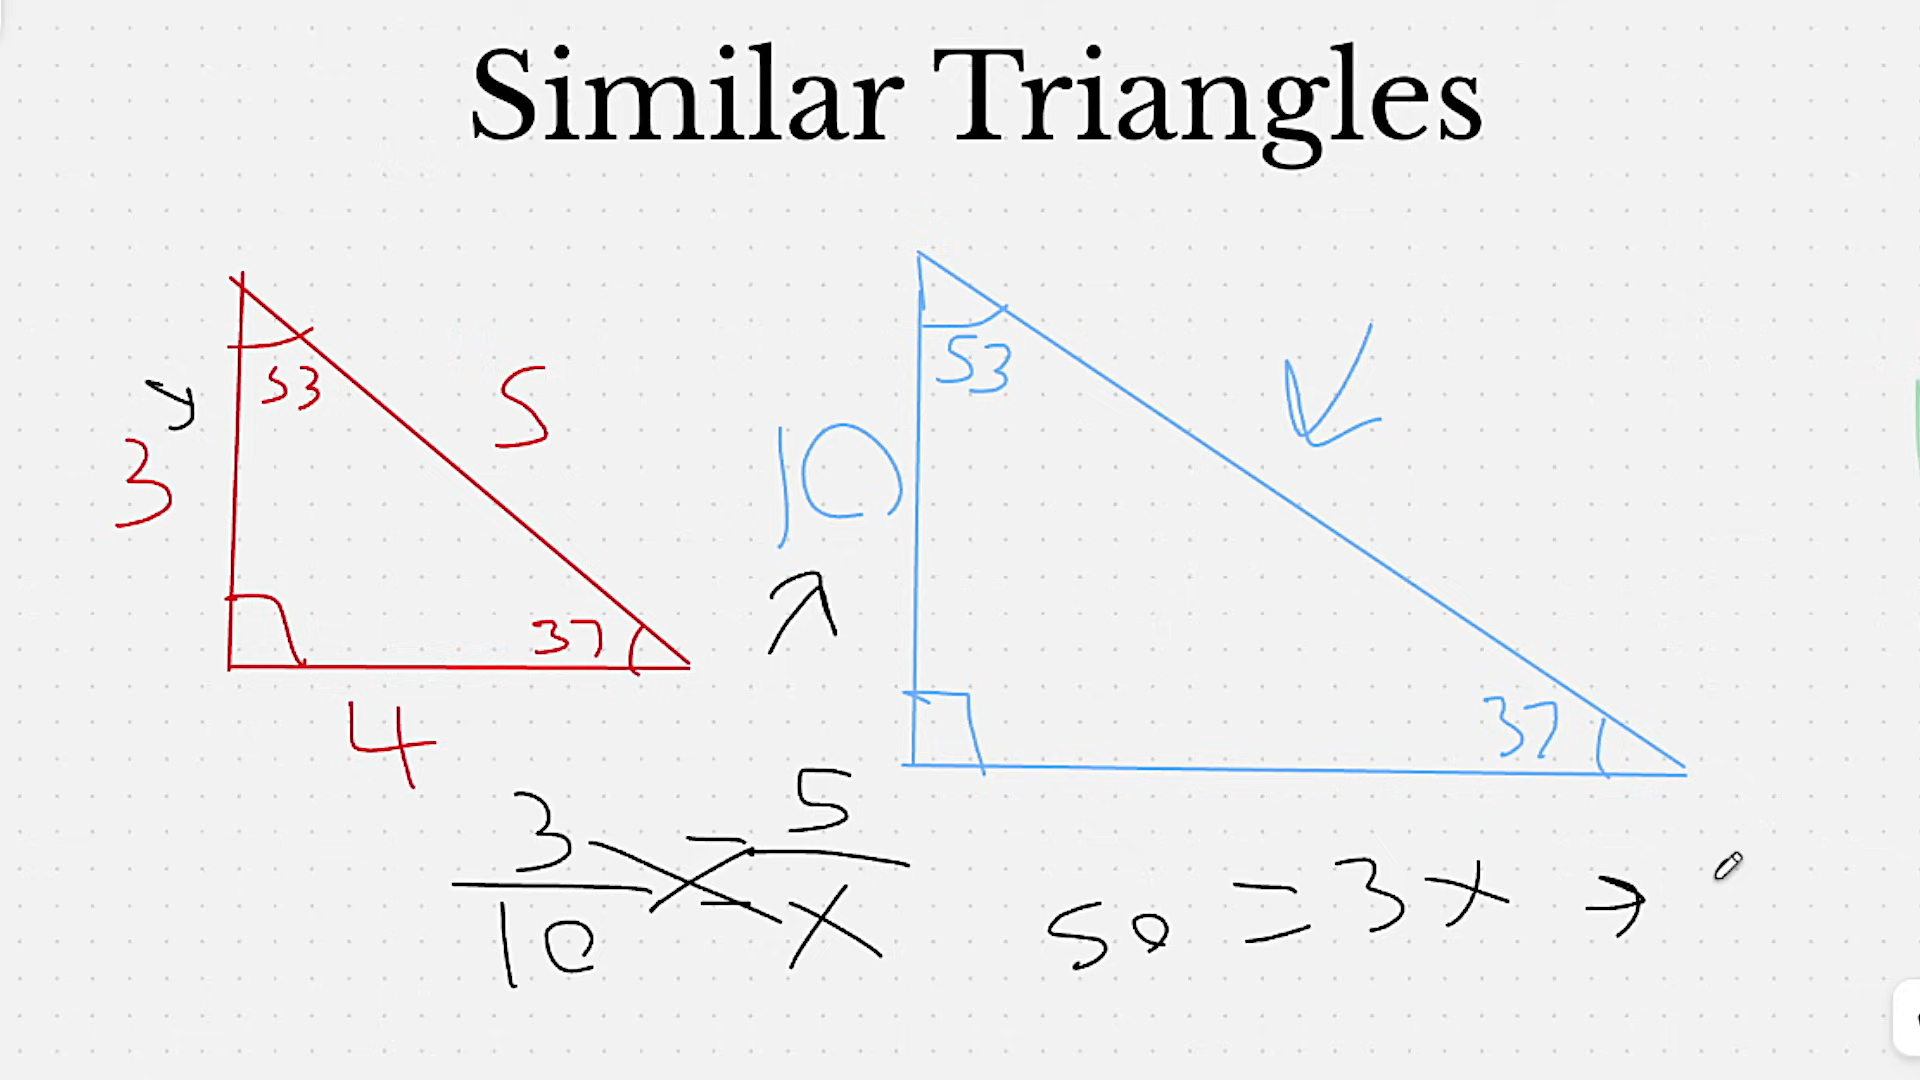 Similar Triangles
53
3
5
37
4
53
10
37
3/10 = 5/x
50 = 3x →